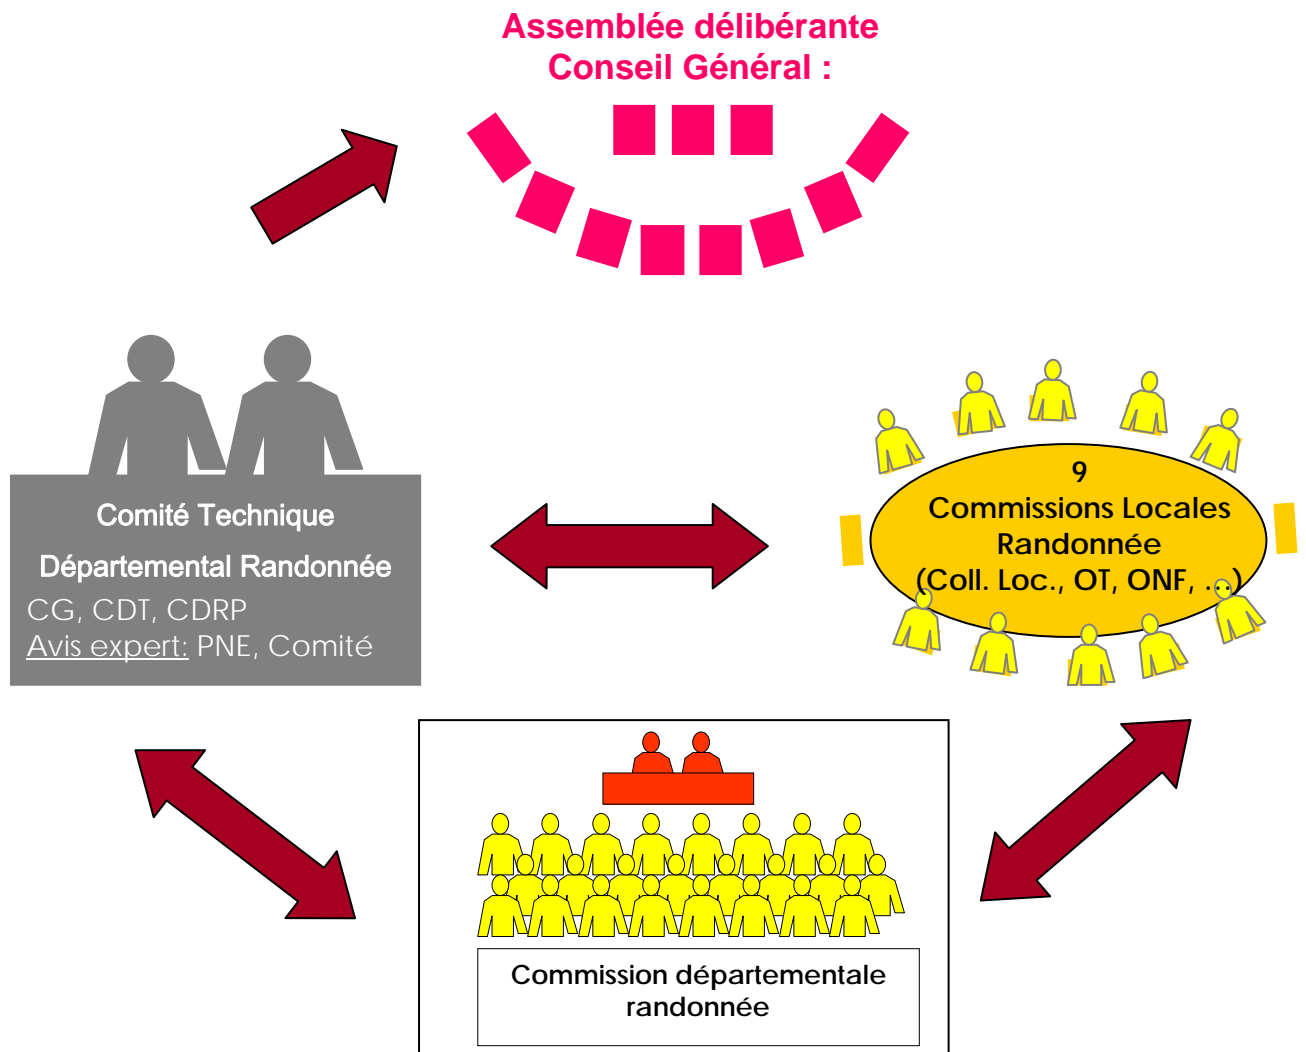 Assemblée délibérante
Conseil Général :
Comité Technique
Départemental Randonnée
CG, CDT, CDRP
Avis expert: PNE, Comité
9
Commissions Locales
Randonnée
(Coll. Loc., OT, ONF, ...)
Commission départementale
randonnée